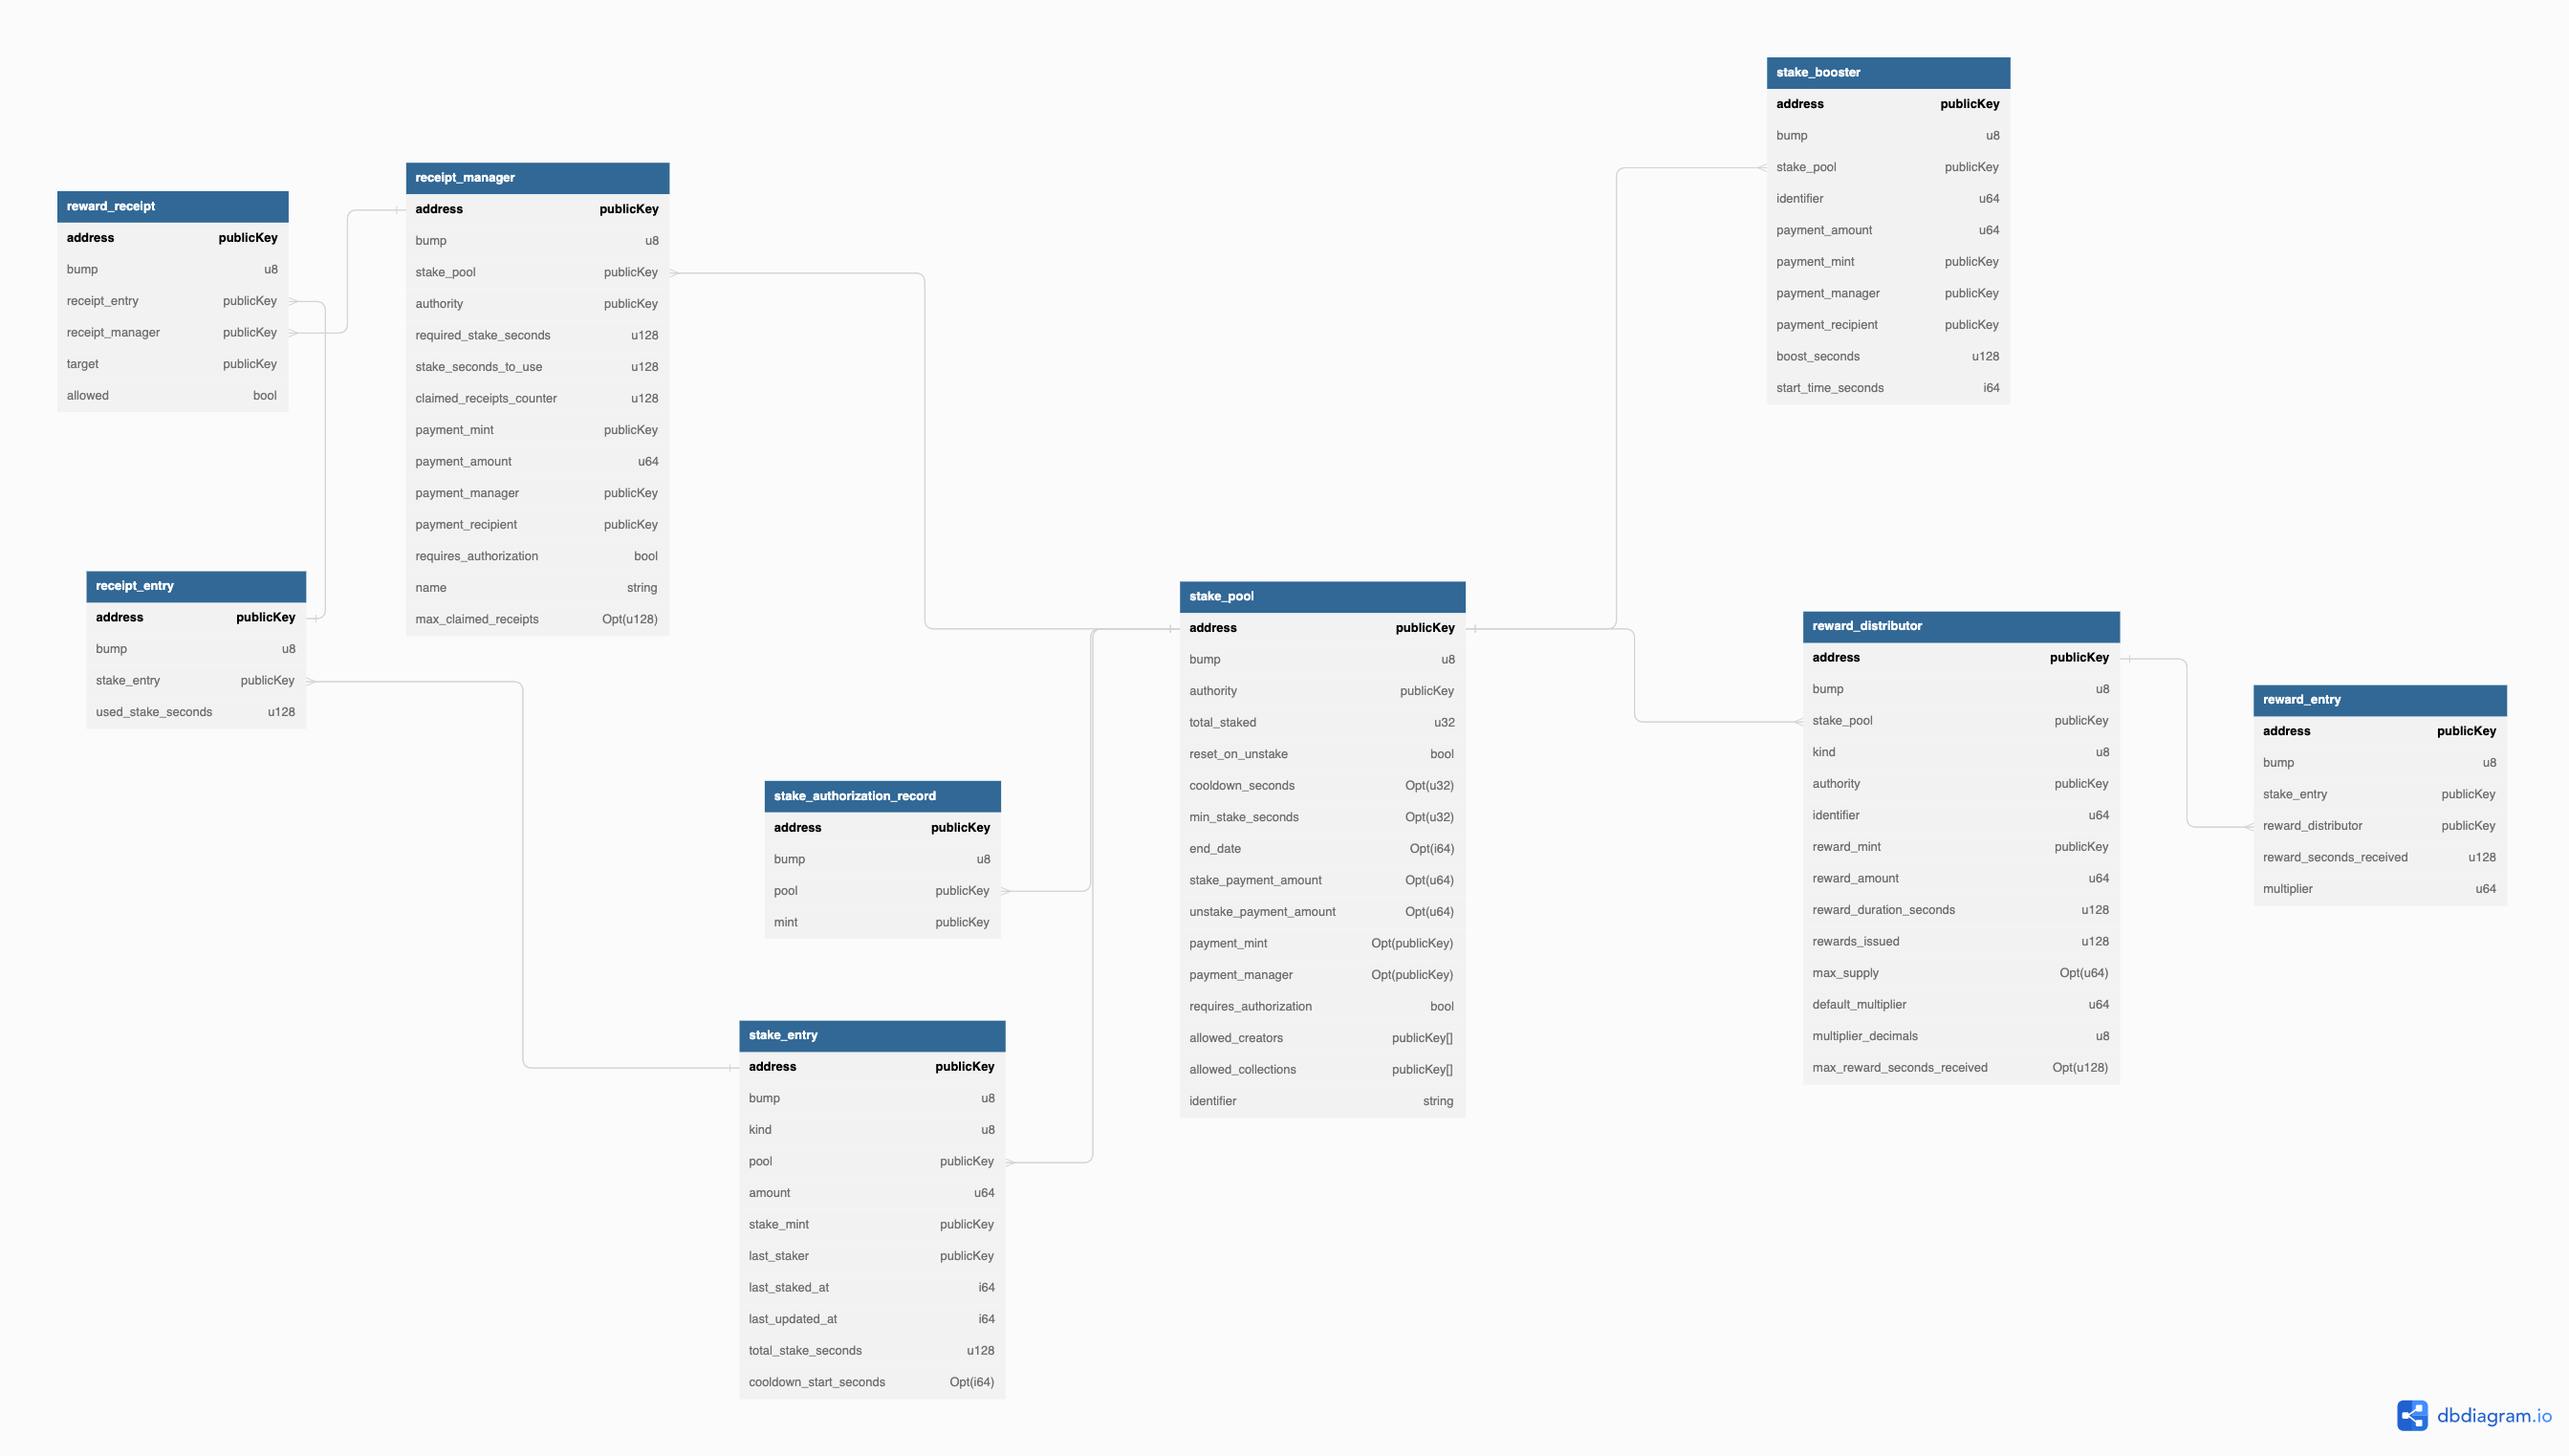 stake_booster
address publicKey
bump u8
stake_pool publicKey
identifier u64
payment_amount u64
payment_mint publicKey
payment_manager publicKey
payment_recipient publicKey
boost_seconds u128
start_time_seconds i64
receipt_manager
address publicKey
bump u8
stake_pool publicKey
authority publicKey
required_stake_seconds u128
stake_seconds_to_use u128
claimed_receipts_counter u128
payment_mint publicKey
payment_amount u64
payment_manager publicKey
payment_recipient publicKey
requires_authorization bool
name string
max_claimed_receipts Opt(u128)
reward_receipt
address publicKey
bump u8
receipt_entry publicKey
receipt_manager publicKey
target publicKey
allowed bool
receipt_entry
address publicKey
bump u8
stake_entry publicKey
used_stake_seconds u128
stake_pool
address publicKey
bump u8
authority publicKey
total_staked u32
reset_on_unstake bool
cooldown_seconds Opt(u32)
min_stake_seconds Opt(u32)
end_date Opt(i64)
stake_payment_amount Opt(u64)
unstake_payment_amount Opt(u64)
payment_mint Opt(publicKey)
payment_manager Opt(publicKey)
requires_authorization bool
allowed_creators publicKey[]
allowed_collections publicKey[]
identifier string
reward_distributor
address publicKey
bump u8
stake_pool publicKey
kind u8
authority publicKey
identifier u64
reward_mint publicKey
reward_amount u64
reward_duration_seconds u128
rewards_issued u128
max_supply Opt(u64)
default_multiplier u64
multiplier_decimals u8
max_reward_seconds_received Opt(u128)
reward_entry
address publicKey
bump u8
stake_entry publicKey
reward_distributor publicKey
reward_seconds_received u128
multiplier u64
stake_authorization_record
address publicKey
bump u8
pool publicKey
mint publicKey
stake_entry
address publicKey
bump u8
kind u8
pool publicKey
amount u64
stake_mint publicKey
last_staker publicKey
last_staked_at i64
last_updated_at i64
total_stake_seconds u128
cooldown_start_seconds Opt(i64)
dbdiagram.io